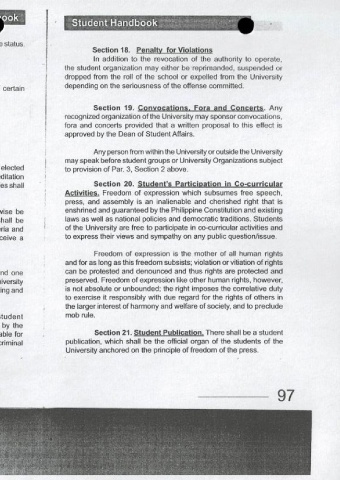 ook
e status
certain
elected
ditation
es shall
wise be
hall be
ria and
ceive a
nd one
iversity
ing and
student
by the
able for
criminal
Student Handbook
Section 18. Penalty for Violations
In addition to the revocation of the authority to operate,
the student organization may either be reprimanded, suspended or
dropped from the roll of the school or expelled from the University
depending on the seriousness of the offense committed.
Section 19. Convocations, Fora and Concerts. Any
recognized organization of the University may sponsor convocations,
fora and concerts provided that a written proposal to this effect is
approved by the Dean of Student Affairs.
Any person from within the University or outside the University
may speak before student groups or University Organizations subject
to provision of Par. 3, Section 2 above.
Section 20. Student's Participation in Co-curricular
Activities. Freedom of expression which subsumes free speech,
press, and assembly is an inalienable and cherished right that is
enshrined and guaranteed by the Philippine Constitution and existing
laws as well as national policies and democratic traditions. Students
of the University are free to participate in co-curricular activities and
to express their views and sympathy on any public question/issue.
Freedom of expression is the mother of all human rights
and for as long as this freedom subsists; violation or vitiation of rights
can be protested and denounced and thus rights are protected and
preserved. Freedom of expression like other human rights, however,
is not absolute or unbounded; the right imposes the correlative duty
to exercise it responsibly with due regard for the rights of others in
the larger interest of harmony and welfare of society, and to preclude
mob rule.
Section 21. Student Publication. There shall be a student
publication, which shall be the official organ of the students of the
University anchored on the principle of freedom of the press.
97